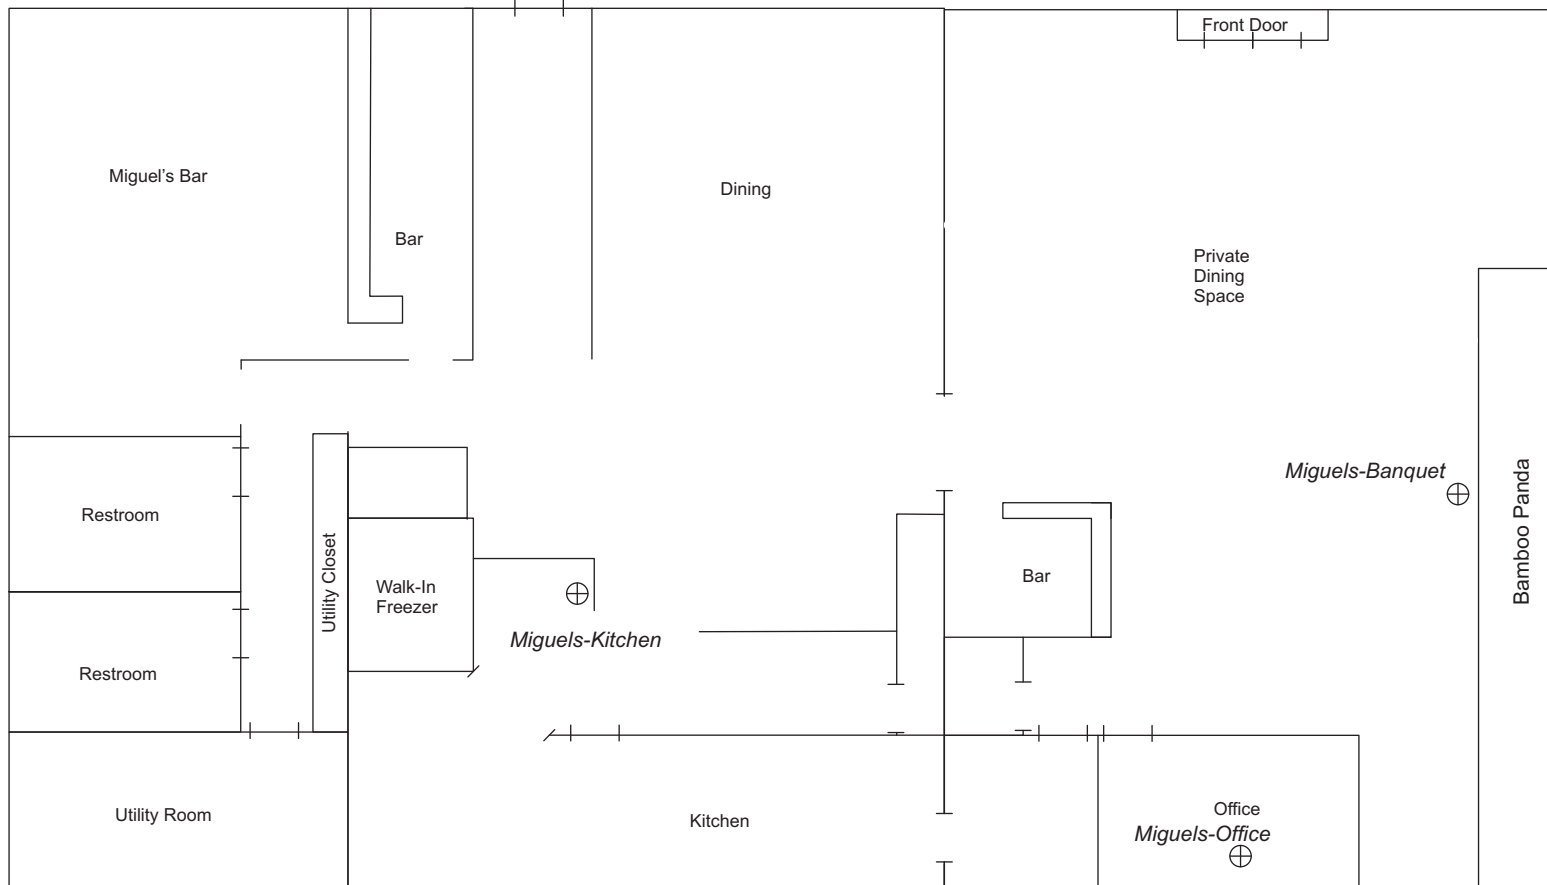 Front Door
Miguel's Bar
Dining
Bar
Private
Dining
Space
Miguels-Banquet
Bamboo Panda
Restroom
Utility Closet
Walk-In
Freezer
Bar
Miguels-Kitchen
Restroom
Utility Room
Kitchen
Office
Miguels-Office